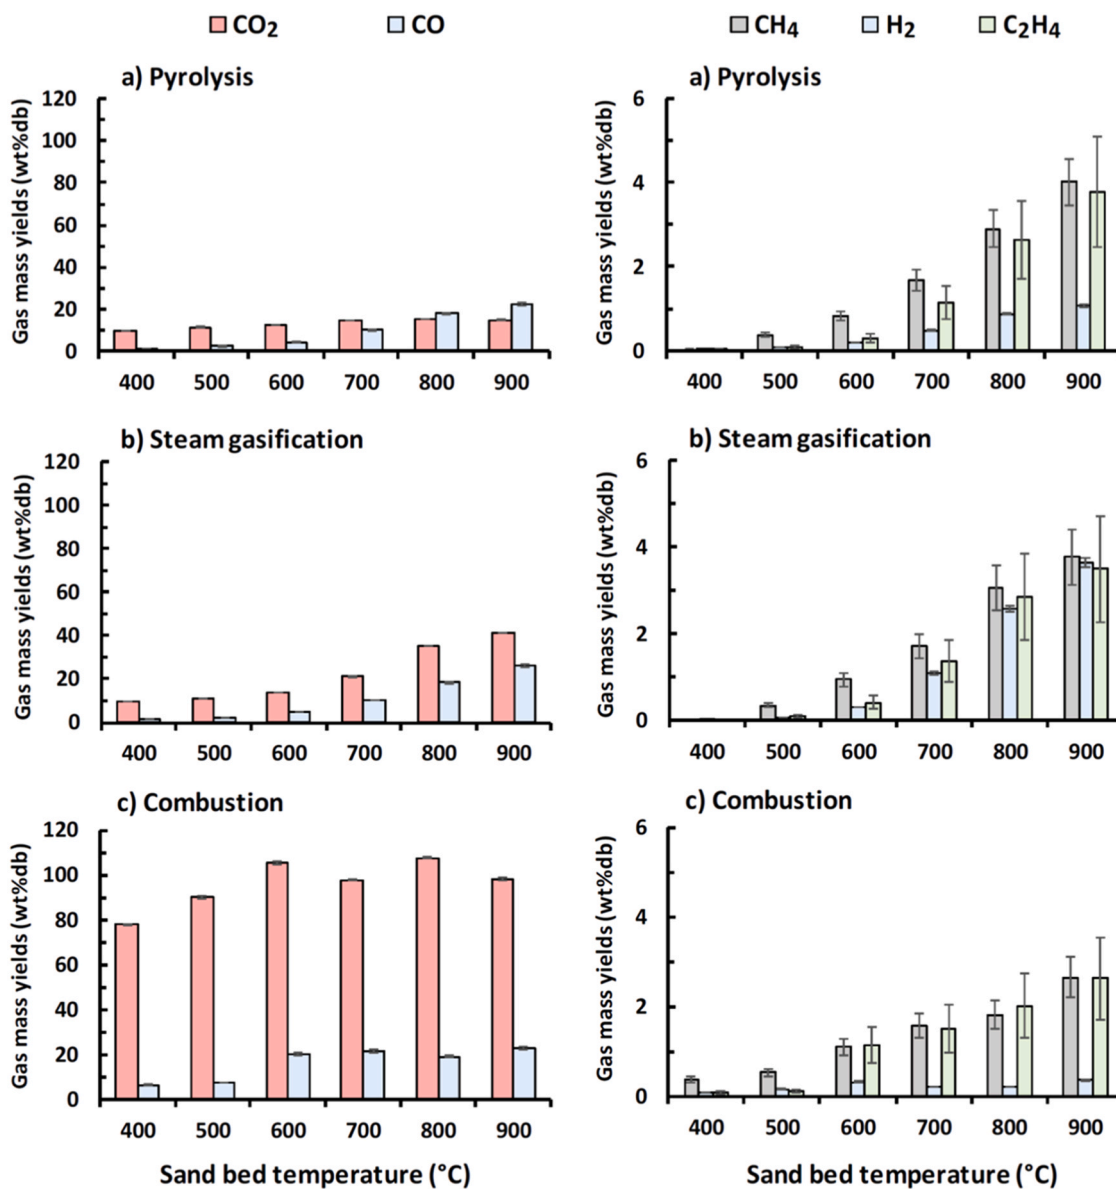 CO2 CO
a) Pyrolysis
Gas mass yields (wt%db)
120
100
80
60
40
20
0
400 500 600 700 800 900
b) Steam gasification
Gas mass yields (wt%db)
120
100
80
60
40
20
0
400 500 600 700 800 900
c) Combustion
Gas mass yields (wt%db)
120
100
80
60
40
20
0
400 500 600 700 800 900
Sand bed temperature (°C)
CH4 H2 C2H4
a) Pyrolysis
Gas mass yields (wt%db)
6
4
2
0
400 500 600 700 800 900
b) Steam gasification
Gas mass yields (wt%db)
6
4
2
0
400 500 600 700 800 900
c) Combustion
Gas mass yields (wt%db)
6
4
2
0
400 500 600 700 800 900
Sand bed temperature (°C)